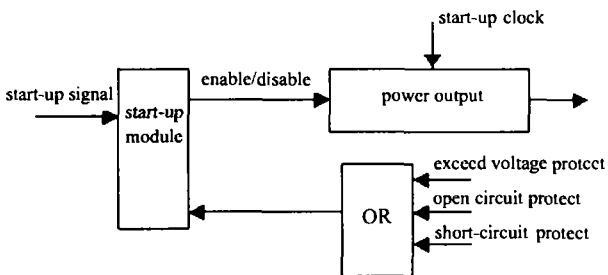 start-up clock
start-up signal
start-up
module
enable/disable
power output
exceed voltage protect
open circuit protect
short-circuit protect
OR